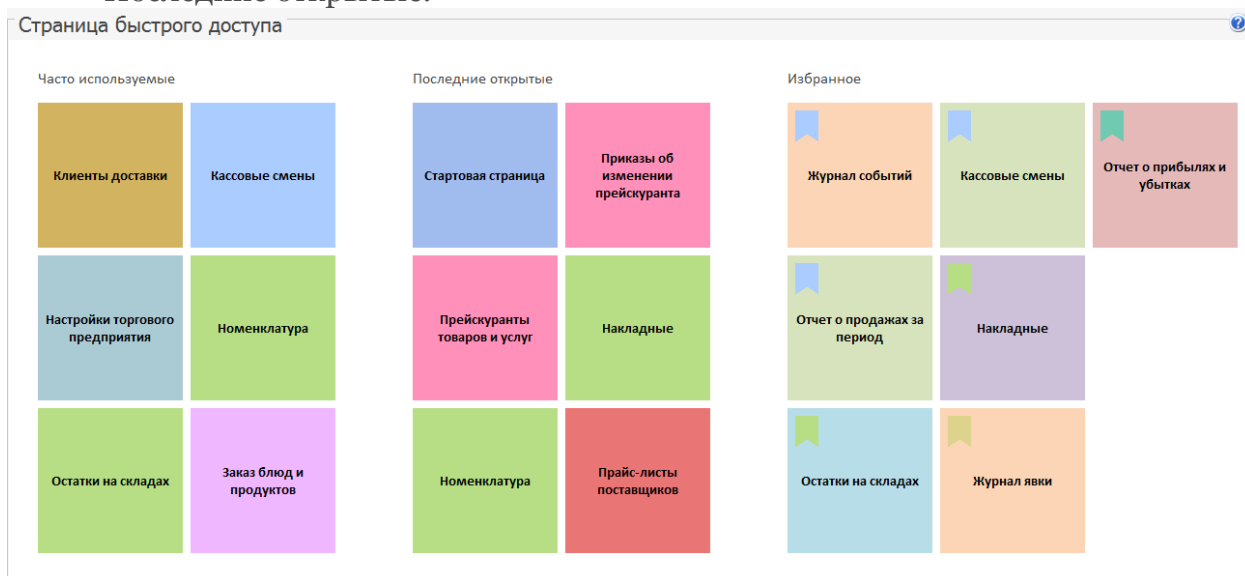 Последние открытые.
Страница быстрого доступа
?
Часто используемые
Последние открытые
Избранное
Клиенты доставки
Кассовые смены
Стартовая страница
Приказы об
изменении
прейскуранта
Журнал событий
Кассовые смены
Отчет о прибылях и
убытках
Настройки торгового
предприятия
Номенклатура
Прейскуранты
товаров и услуг
Накладные
Отчет о продажах за
период
Накладные
Остатки на складах
Заказ блюд и
продуктов
Номенклатура
Прайс-листы
поставщиков
Остатки на складах
Журнал явки